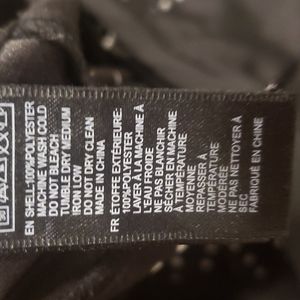 EN SHELL:100%POLYESTER
MACHINE WASH COLD
DO NOT BLEACH
TUMBLE DRY MEDIUM
IRON LOW
DO NOT DRY CLEAN
MADE IN CHINA
FR ÉTOFFE EXTÉRIEURE:
100%POLYESTER
LAVER À LA MACHINE À
L'EAU FROIDE
NE PAS BLANCHIR
SECHER EN MACHINE
À TEMPÉRATURE
MOYENNE
REPASSER À
TEMPÉRATURE
MODÉRÉE
NE PAS NETTOYER À
SEC
FABRIQUÉ EN CHINE